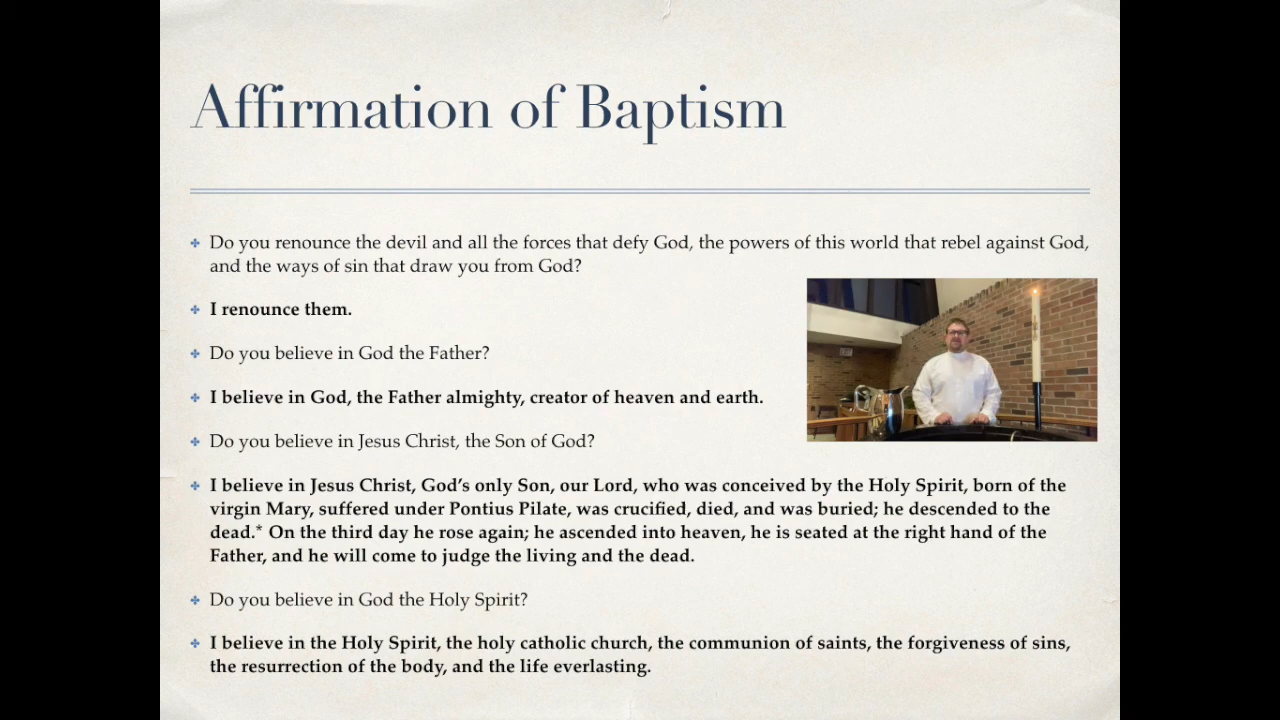 Affirmation of Baptism
Do you renounce the devil and all the forces that defy God, the powers of this world that rebel against God,
and the ways of sin that draw you from God?
I renounce them.
Do you believe in God the Father?
I believe in God, the Father almighty, creator of heaven and earth.
Do you believe in Jesus Christ, the Son of God?
I believe in Jesus Christ, God’s only Son, our Lord, who was conceived by the Holy Spirit, born of the
virgin Mary, suffered under Pontius Pilate, was crucified, died, and was buried; he descended to the
dead.* On the third day he rose again; he ascended into heaven, he is seated at the right hand of the
Father, and he will come to judge the living and the dead.
Do you believe in God the Holy Spirit?
I believe in the Holy Spirit, the holy catholic church, the communion of saints, the forgiveness of sins,
the resurrection of the body, and the life everlasting.